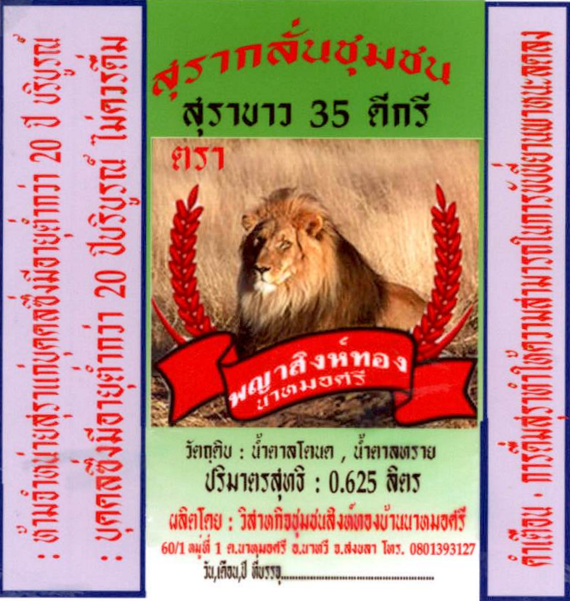 : ห้ามจำหน่ายสุราแก่บุคคลซึ่งมีอายุต่ำกว่า 20 ปี บริบูรณ์
: บุคคลซึ่งมีอายุต่ำกว่า 20 ปีบริบูรณ์ ไม่ควรดื่ม
สุรากลั่นชุมชน
สุราขาว 35 ดีกรี
ตรา
พญาสิงห์ทอง
นาหมอศรี
วัตถุดิบ : น้ำตาลโตนด , น้ำตาลทราย
ปริมาตรสุทธิ : 0.625 ลิตร
ผลิตโดย : วิสาหกิจชุมชนสิงห์ทองบ้านนาหมอศรี
60/1 หมู่ที่ 1 ต.นาหมอศรี อ.นาทวี จ.สงขลา โทร. 0801393127
วัน,เดือน,ปี ที่บรรจุ..........................................
คำเตือน : การดื่มสุราทำให้ความสามารถในการขับขี่ยานพาหนะลดลง